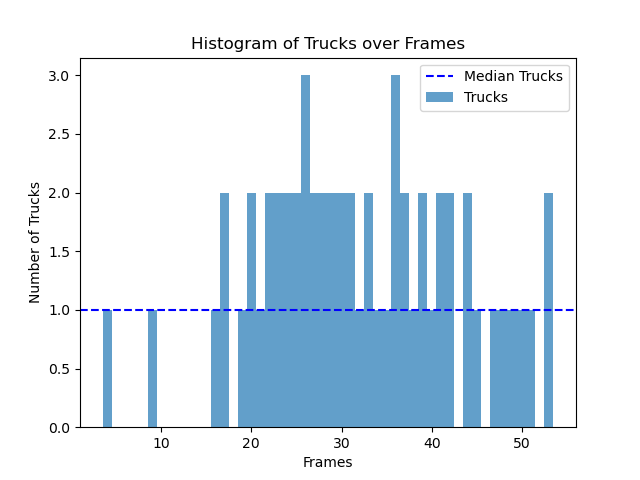 Histogram of Trucks over Frames
Median Trucks
Trucks
Number of Trucks
3.0
2.5
2.0
1.5
1.0
0.5
0.0
10 20 30 40 50
Frames